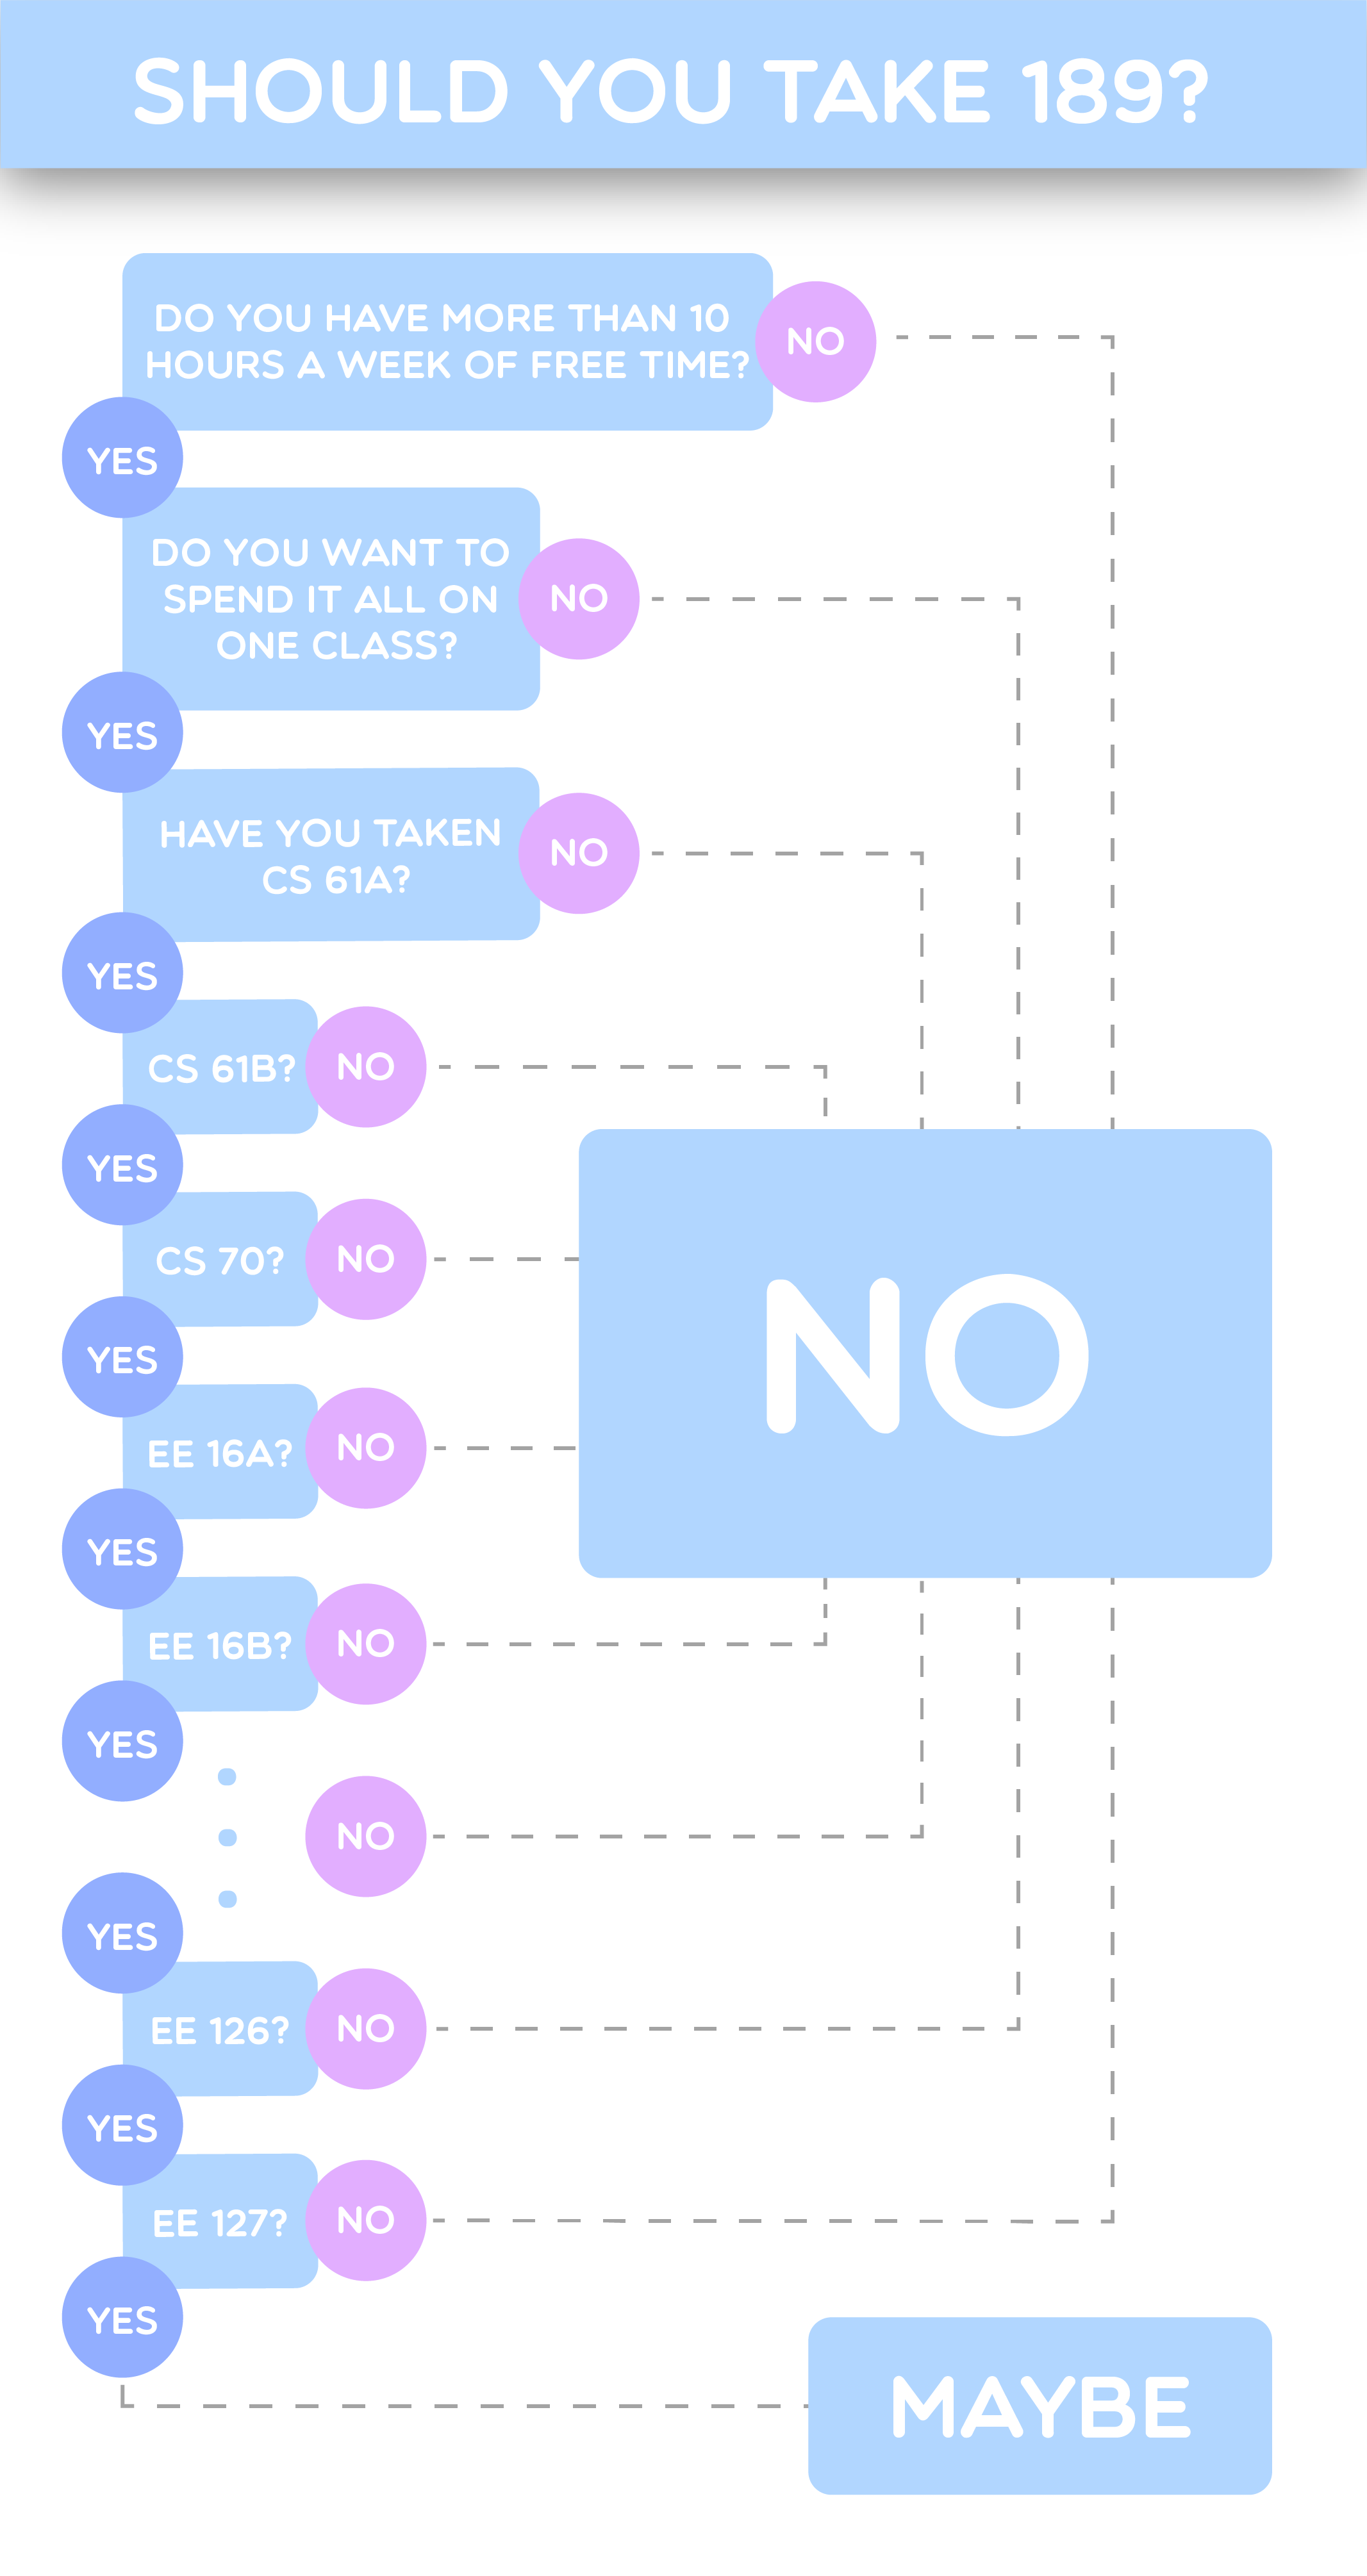 SHOULD YOU TAKE 189?
DO YOU HAVE MORE THAN 10
HOURS A WEEK OF FREE TIME?
NO
YES
DO YOU WANT TO
SPEND IT ALL ON
ONE CLASS?
NO
YES
HAVE YOU TAKEN
CS 61A?
NO
YES
CS 61B?
NO
YES
CS 70?
NO
YES
NO
EE 16A?
NO
YES
EE 16B?
NO
YES
NO
YES
EE 126?
NO
YES
EE 127?
NO
YES
MAYBE